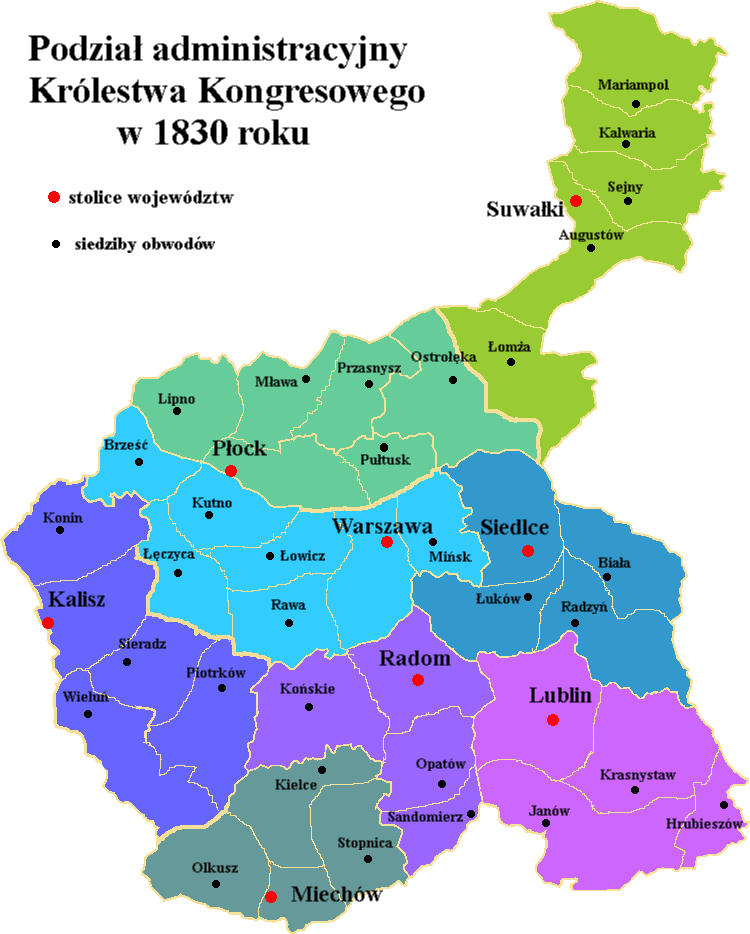 Podział administracyjny
Królestwa Kongresowego
w 1830 roku
stolice województw
siedziby obwodów
Mariampol
Kalwaria
Sejny
Suwałki
Augustów
Łomża
Ostrołęka
Przasnysz
Mława
Lipno
Brześć
Płock
Pułtusk
Kutno
Konin
Warszawa
Siedlce
Łęczyca
Łowicz
Mińsk
Biała
Kalisz
Rawa
Łuków
Radzyń
Sieradz
Radom
Piotrków
Końskie
Wieluń
Lublin
Opatów
Kielce
Krasnystaw
Sandomierz
Janów
Hrubieszów
Stopnica
Olkusz
Miechów